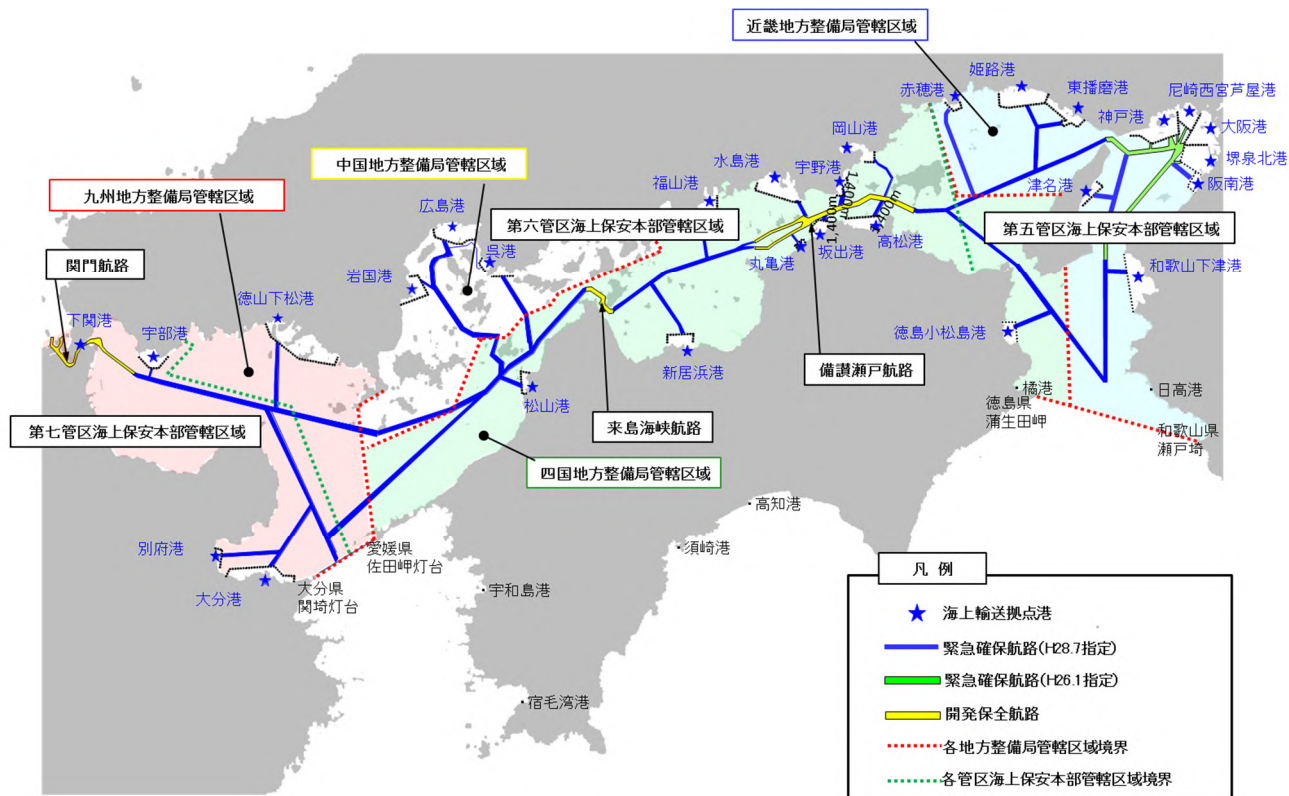 近畿地方整備局管轄区域
姫路港
赤穂港
東播磨港
尼崎西宮芦屋港
神戸港
大阪港
岡山港
堺泉北港
中国地方整備局管轄区域
水島港
宇野港
阪南港
九州地方整備局管轄区域
福山港
1,400m
1,400m
700m
津名港
広島港
第六管区海上保安本部管轄区域
第五管区海上保安本部管轄区域
呉港
坂出港
高松港
丸亀港
関門航路
岩国港
和歌山下津港
徳山下松港
下関港
宇部港
徳島小松島港
新居浜港
備讃瀬戸航路
松山港
橘港
日高港
徳島県
蒲生田岬
第七管区海上保安本部管轄区域
来島海峡航路
和歌山県
瀬戸埼
四国地方整備局管轄区域
高知港
別府港
愛媛県
佐田岬灯台
須崎港
大分港
大分県
関埼灯台
宇和島港
宿毛湾港
凡 例
海上輸送拠点港
緊急確保航路(H28.7指定)
緊急確保航路(H26.1指定)
開発保全航路
各地方整備局管轄区域境界
各管区海上保安本部管轄区域境界